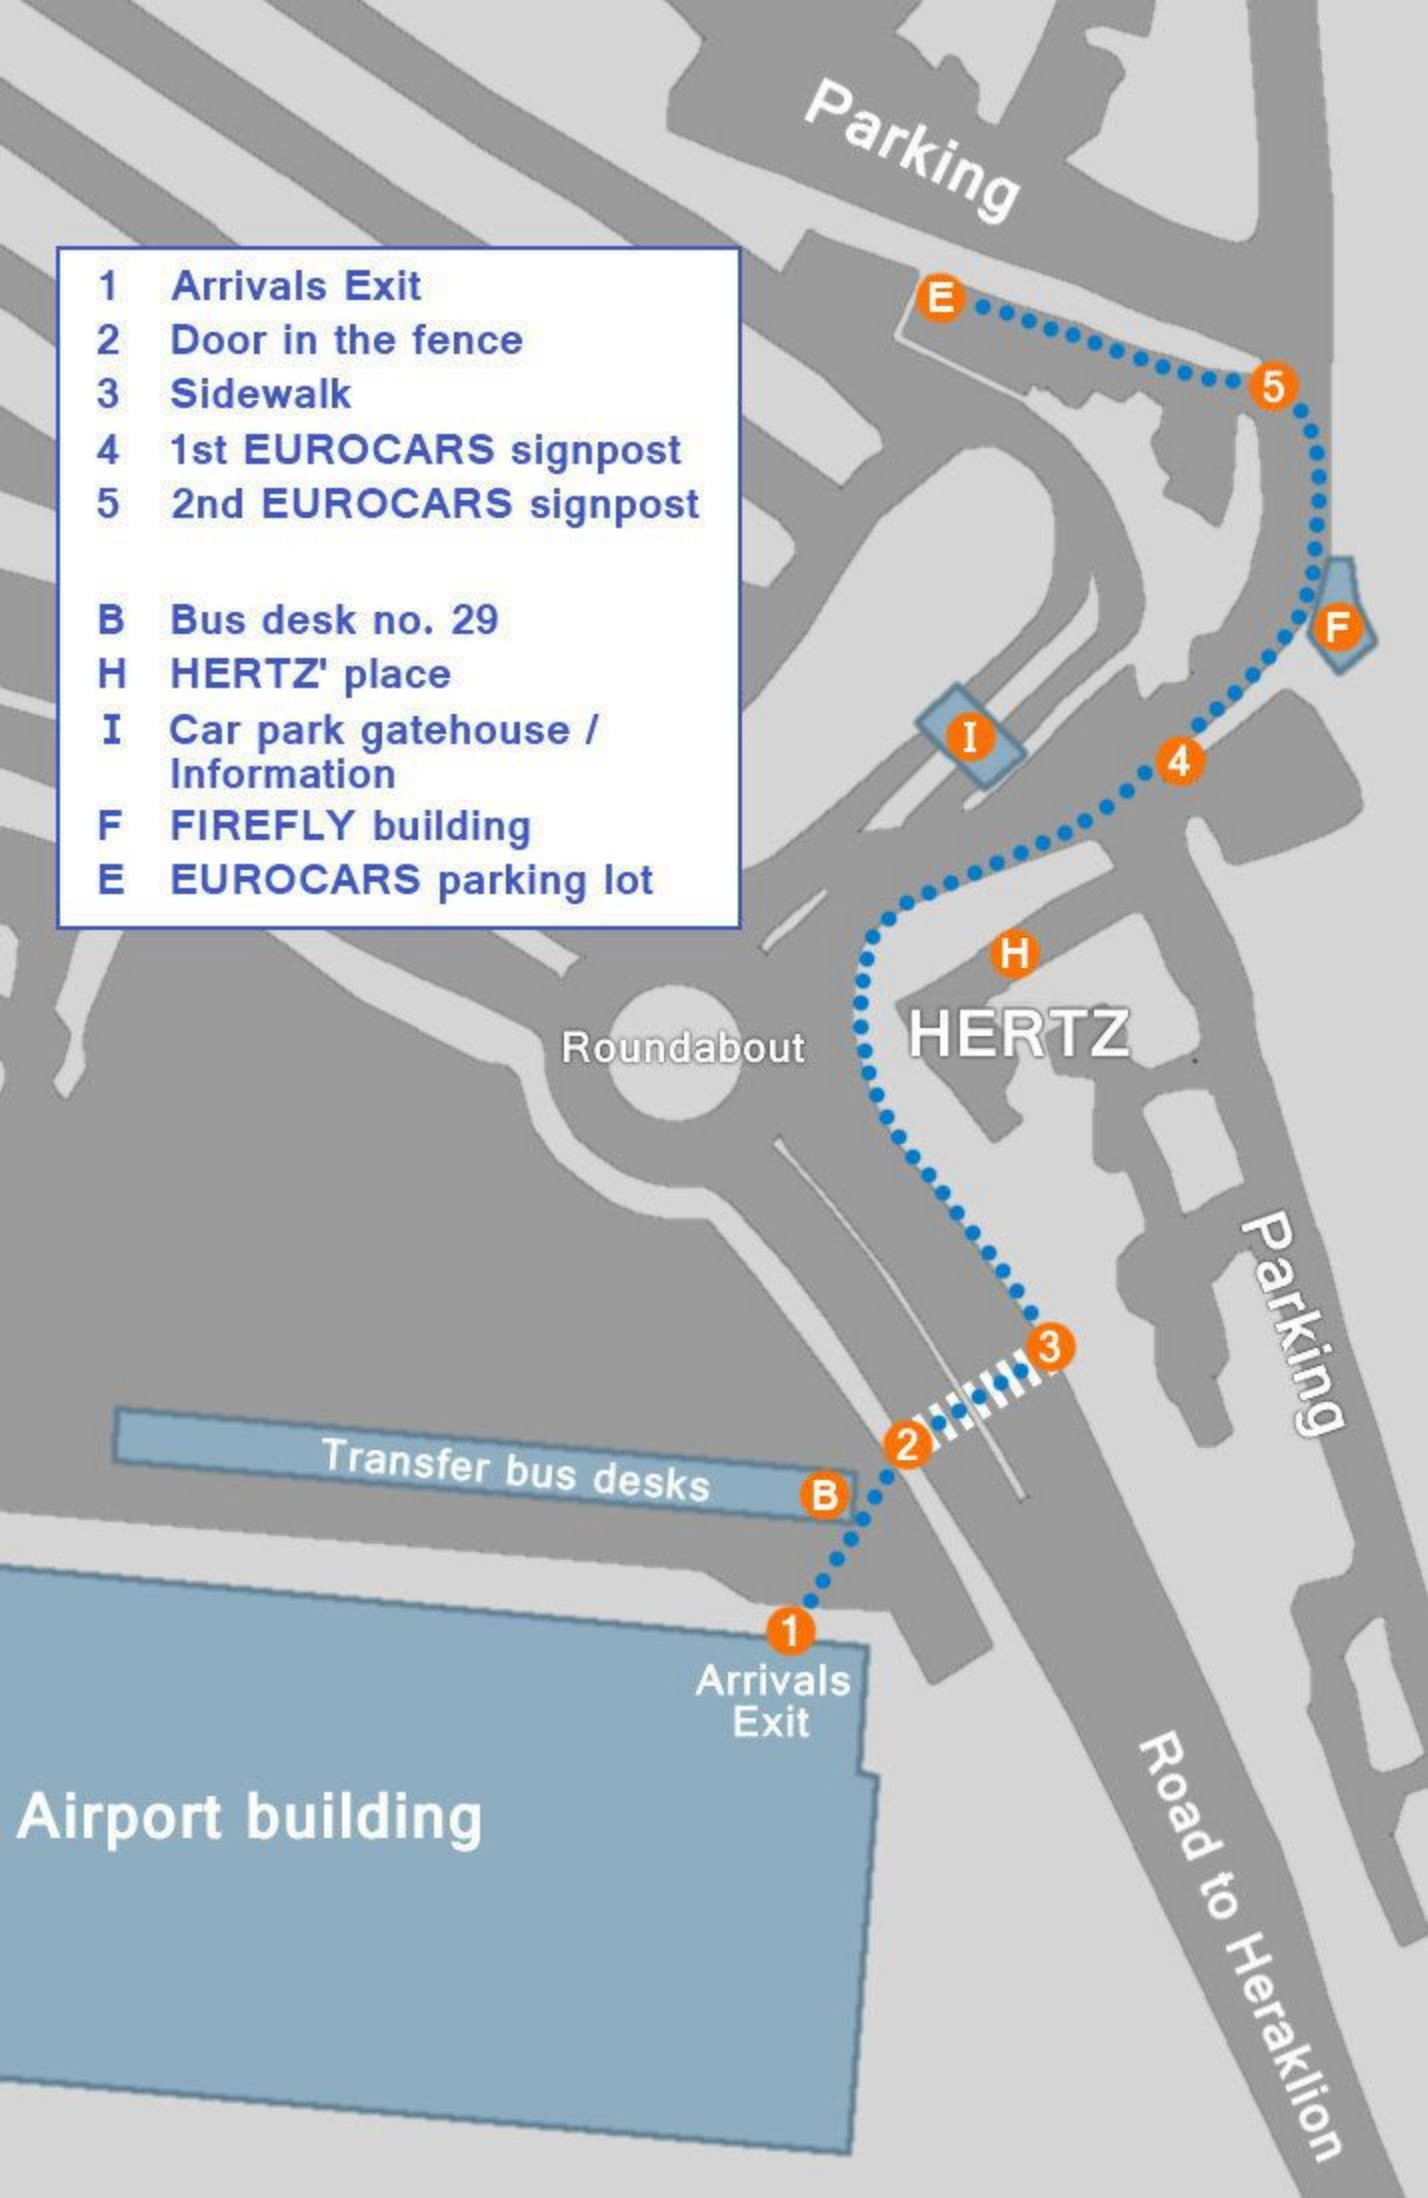 Parking
1 Arrivals Exit
2 Door in the fence
3 Sidewalk
4 1st EUROCARS signpost
5 2nd EUROCARS signpost
B Bus desk no. 29
H HERTZ' place
I Car park gatehouse /
Information
F FIREFLY building
E EUROCARS parking lot
E
5
F
I
4
H
HERTZ
Roundabout
Parking
3
2
Transfer bus desks
B
1
Arrivals
Exit
Airport building
Road to Heraklion